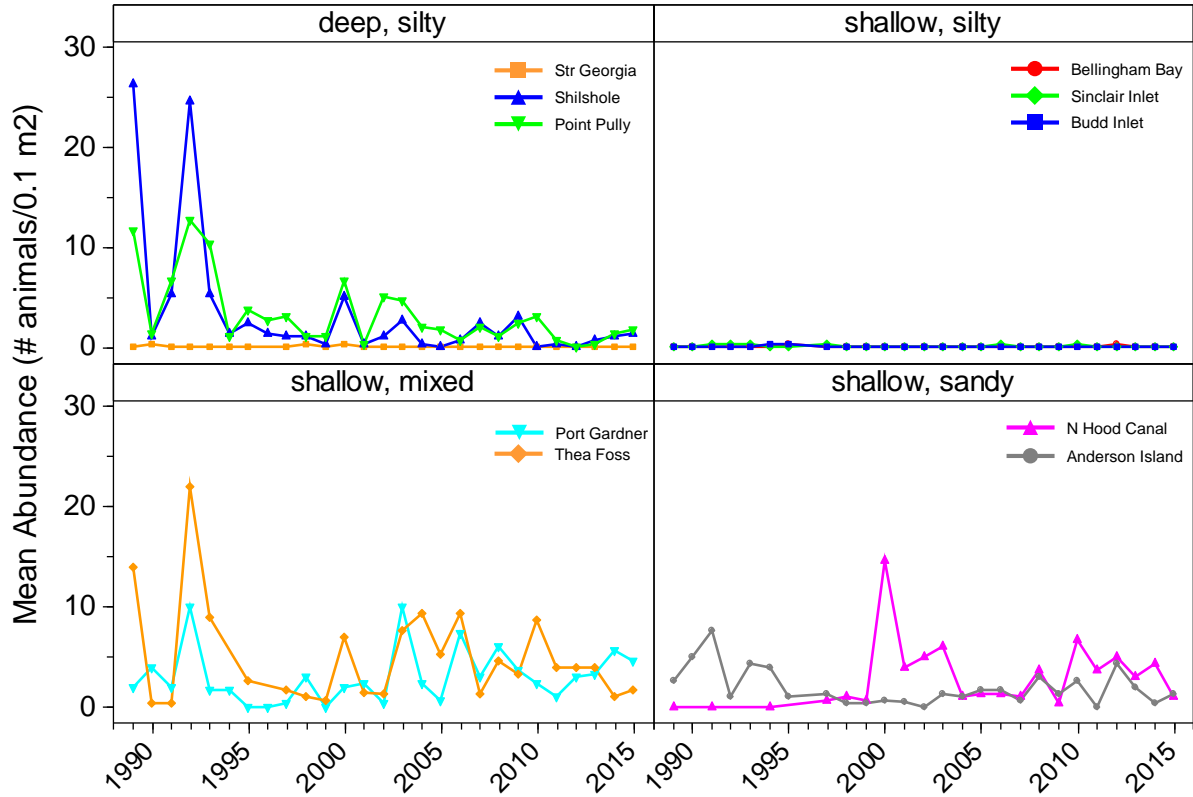 deep, silty
shallow, silty
Mean Abundance (# animals/0.1 m2)
30
20
10
0
Str Georgia
Shilshole
Point Pully
Bellingham Bay
Sinclair Inlet
Budd Inlet
shallow, mixed
shallow, sandy
30
20
10
0
Port Gardner
Thea Foss
N Hood Canal
Anderson Island
1990
1995
2000
2005
2010
2015
1990
1995
2000
2005
2010
2015